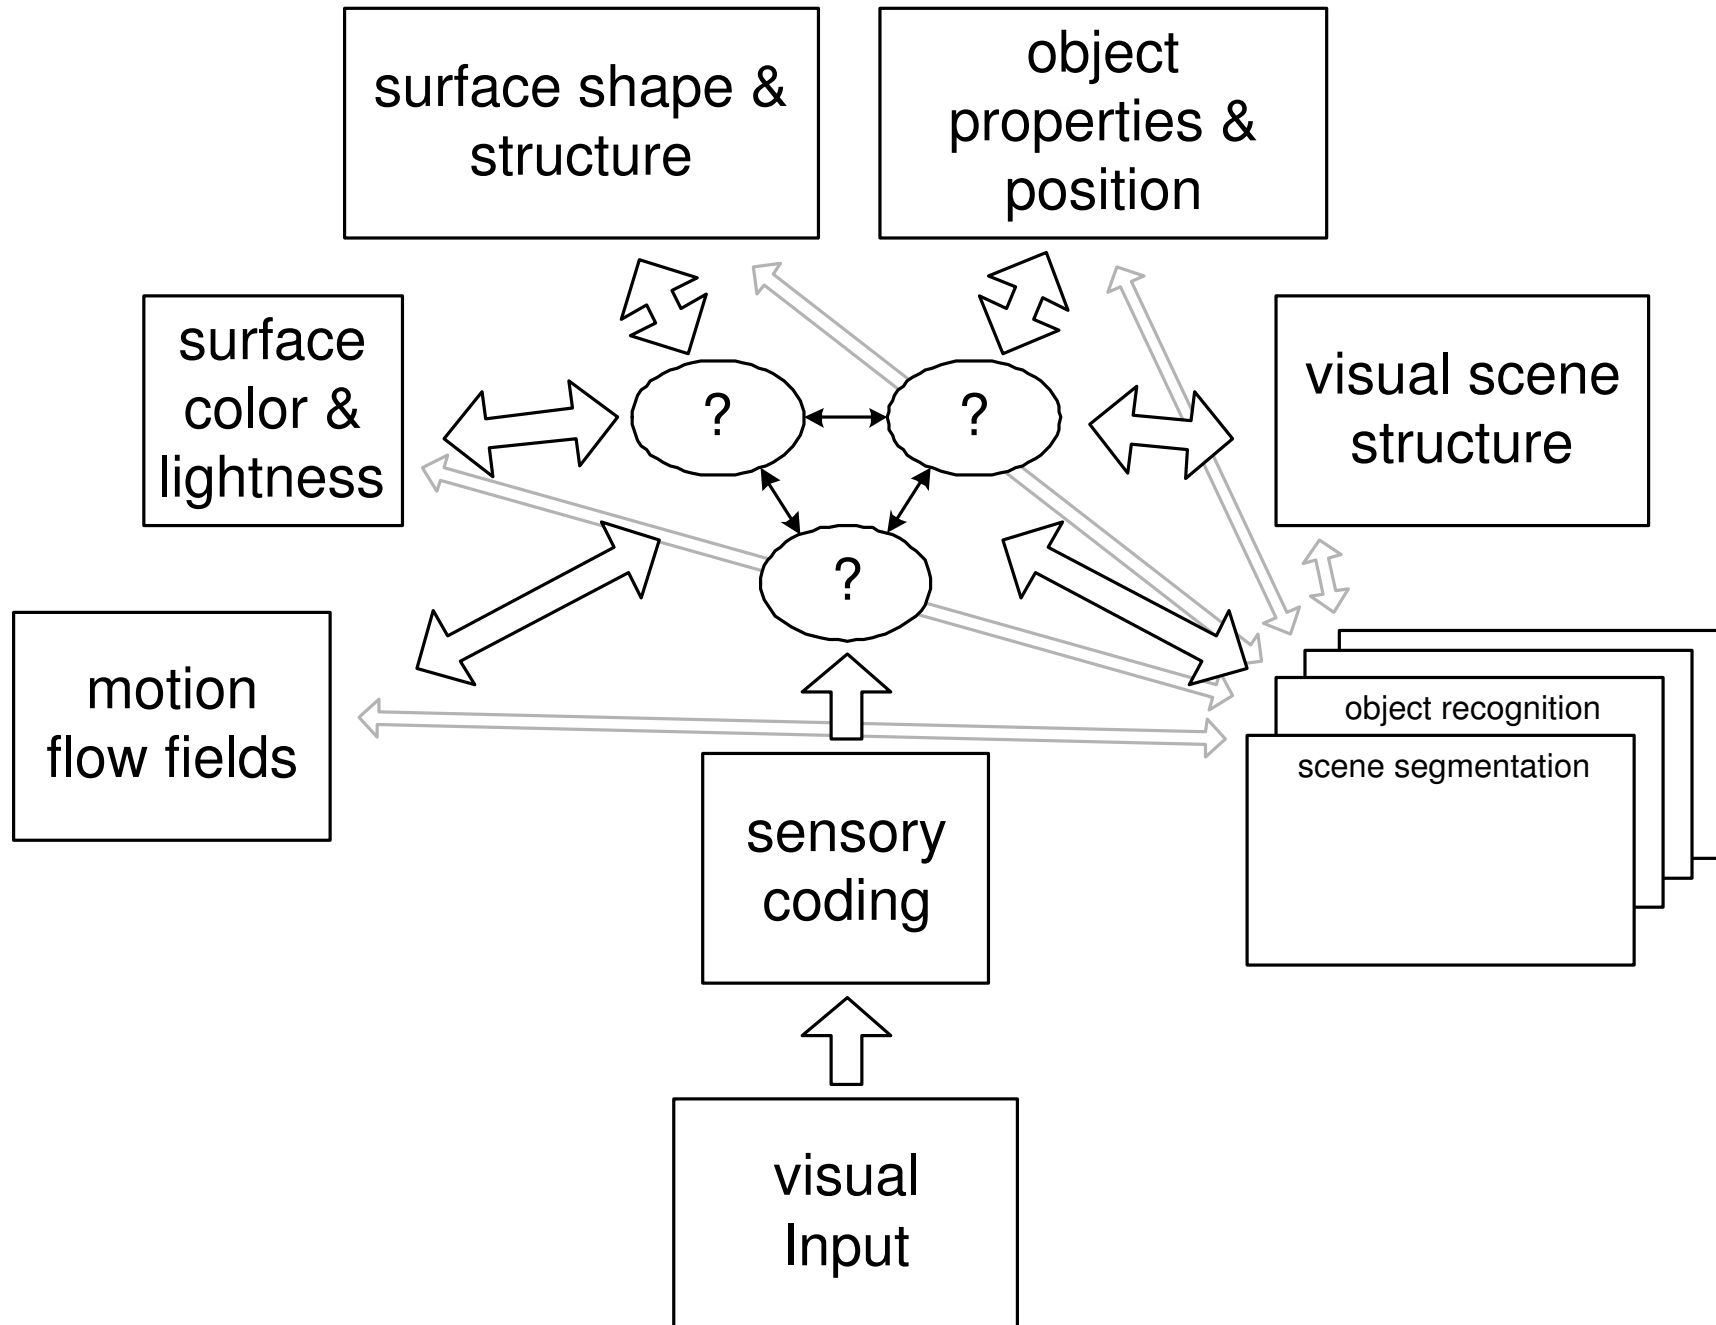 surface shape &
structure
object
properties &
position
surface
color &
lightness
?
?
visual scene
structure
?
motion
flow fields
object recognition
scene segmentation
sensory
coding
visual
Input